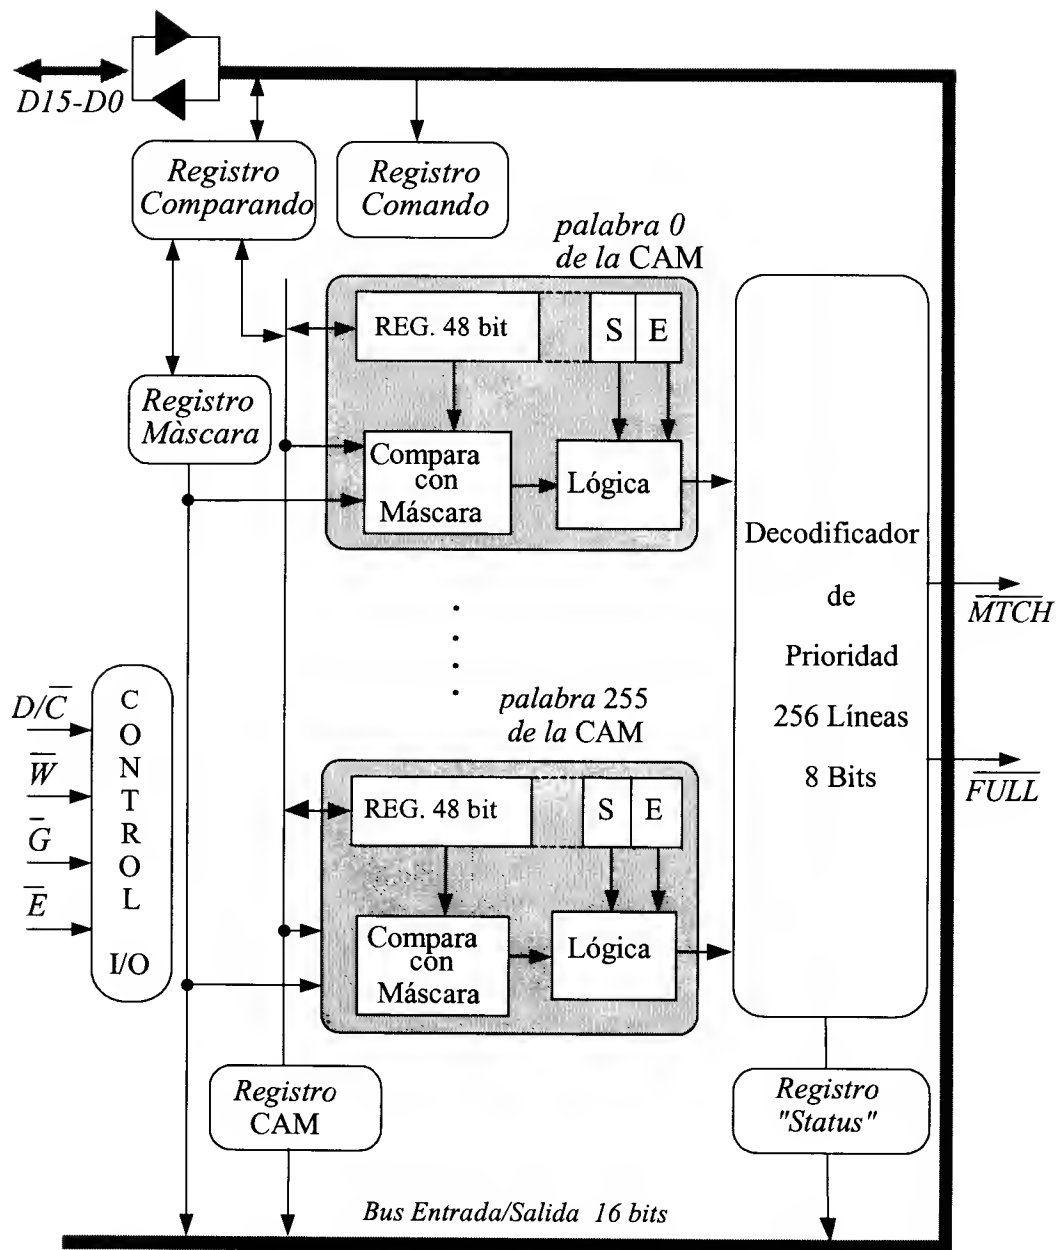 D15-D0
Registro
Comparando
Registro
Comando
palabra 0
de la CAM
REG. 48 bit
S
E
Registro
Màscara
Compara
con
Máscara
Lógica
Decodificador
de
Prioridad
256 Líneas
8 Bits
M̅T̅C̅H̅
F̅U̅L̅L̅
palabra 255
de la CAM
D/C̅
W̅
G̅
E̅
CONTROL
I/O
REG. 48 bit
S
E
Compara
con
Máscara
Lógica
Registro
CAM
Registro
"Status"
Bus Entrada/Salida 16 bits